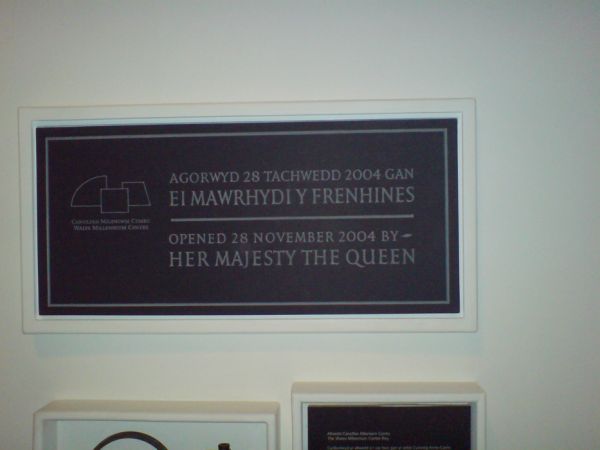 AGORWYD 28 TACHWEDD 2004 GAN
EI MAWRHYDI Y FRENHINES
CANOLFAN MILENIWM CYMRU
WALES MILLENNIUM CENTRE
OPENED 28 NOVEMBER 2004 BY
HER MAJESTY THE QUEEN